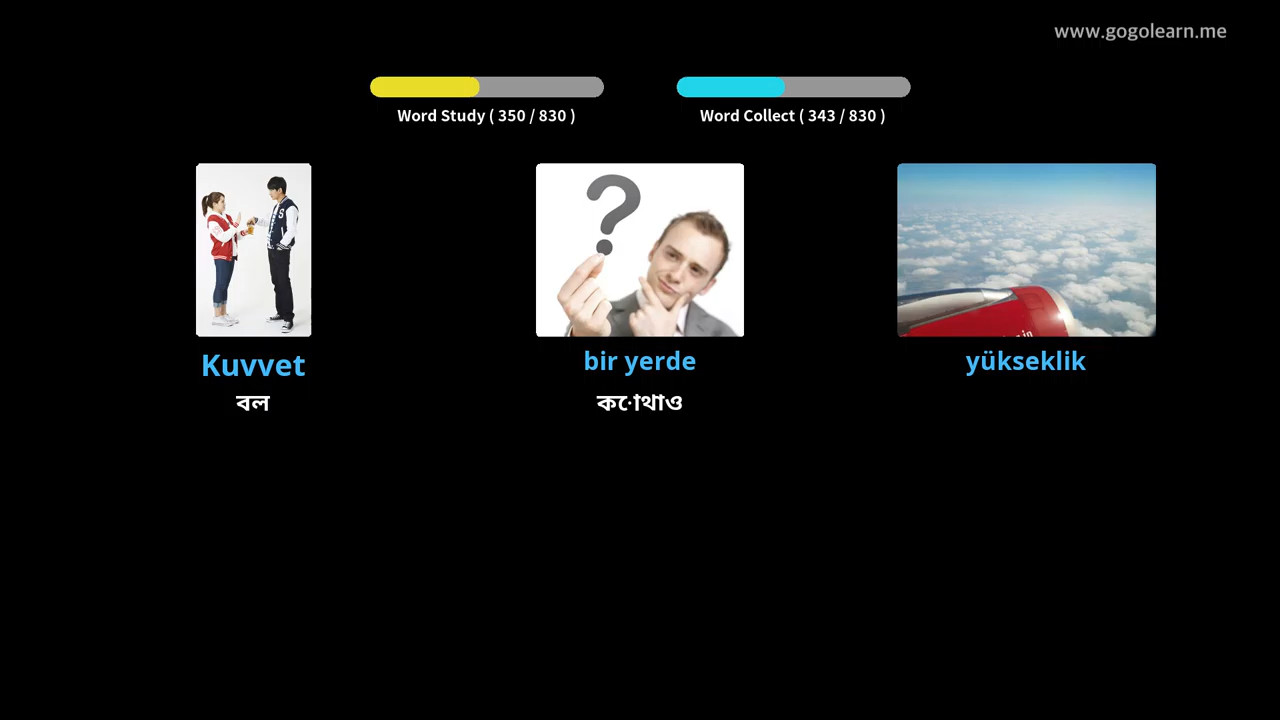 www.gogolearn.me
Word Study ( 350 / 830 )
Word Collect ( 343 / 830 )
Kuvvet
bir yerde
yükseklik
বল
কোথাও